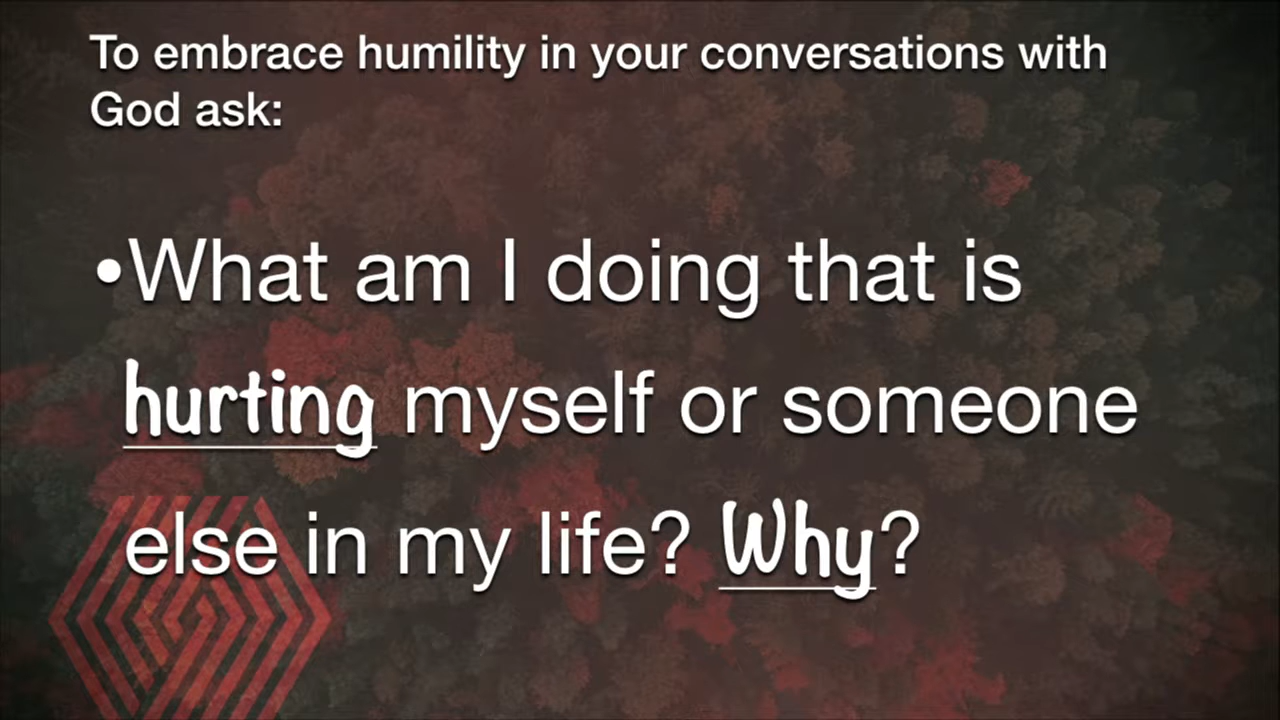 To embrace humility in your conversations with
God ask:
•What am I doing that is
hurting myself or someone
else in my life? Why?